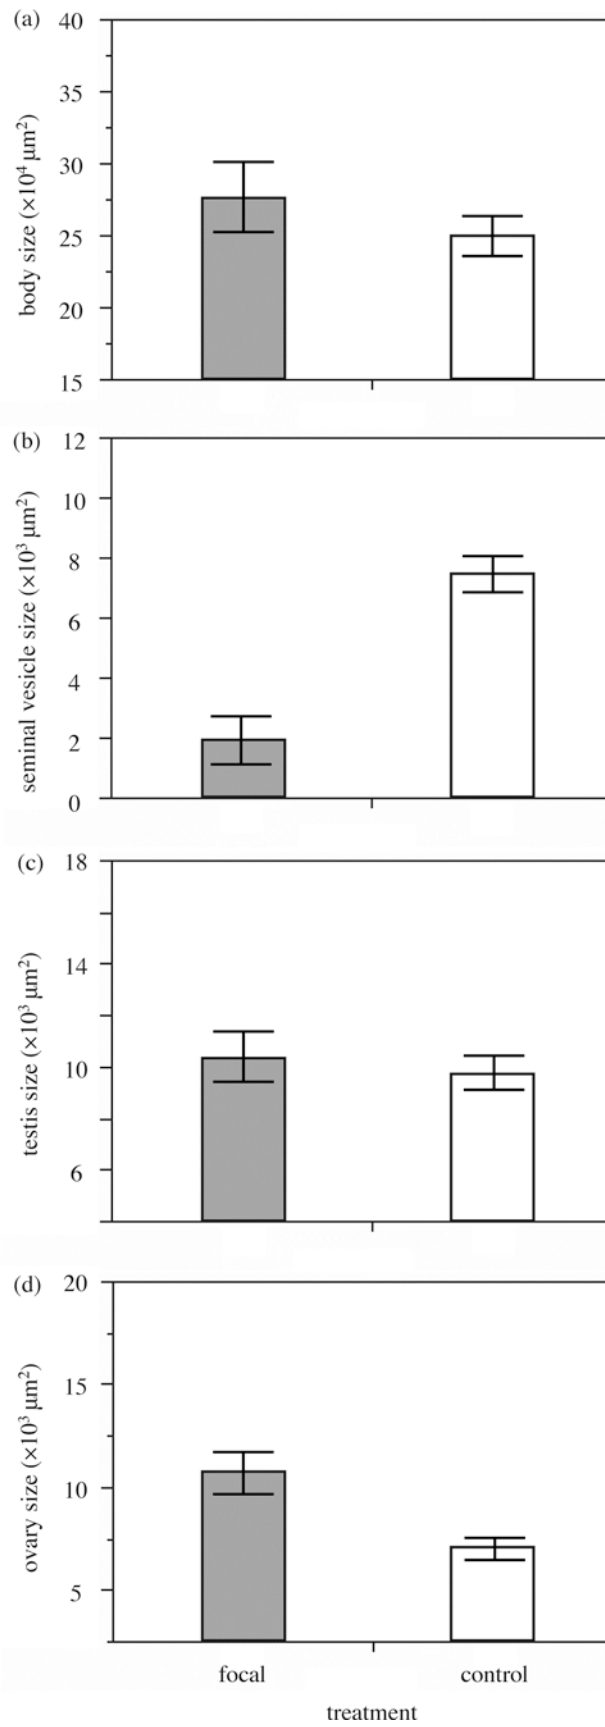 (a)
40
35
30
25
20
15
body size (×10⁴ μm²)
(b)
12
10
8
6
4
2
0
seminal vesicle size (×10³ μm²)
(c)
18
14
10
6
testis size (×10³ μm²)
(d)
20
15
10
5
ovary size (×10³ μm²)
focal control
treatment